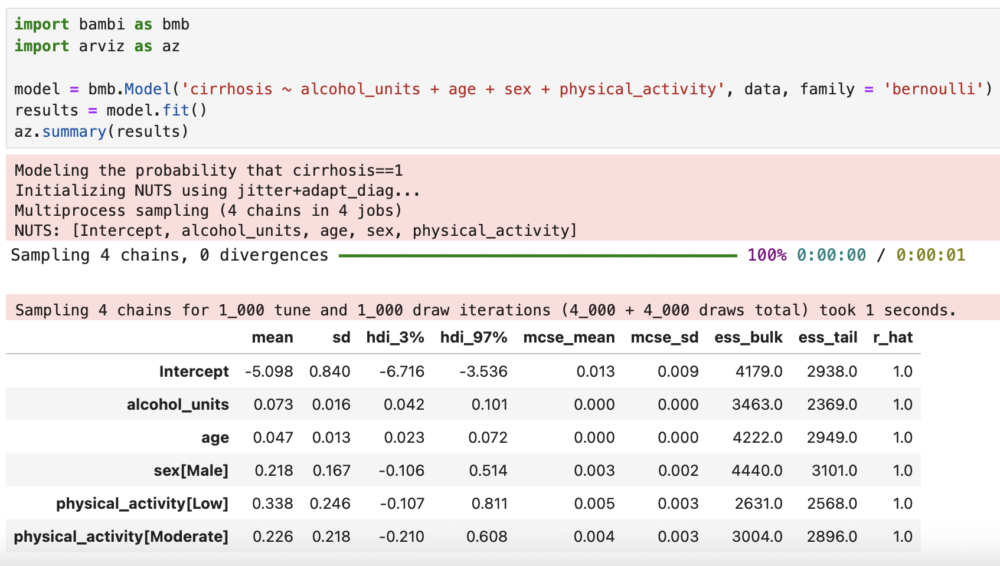 import bambi as bmb
import arviz as az
model = bmb.Model('cirrhosis ~ alcohol_units + age + sex + physical_activity', data, family = 'bernoulli')
results = model.fit()
az.summary(results)
Modeling the probability that cirrhosis==1
Initializing NUTS using jitter+adapt_diag...
Multiprocess sampling (4 chains in 4 jobs)
NUTS: [Intercept, alcohol_units, age, sex, physical_activity]
Sampling 4 chains, 0 divergences 100% 0:00:00 / 0:00:01
Sampling 4 chains for 1_000 tune and 1_000 draw iterations (4_000 + 4_000 draws total) took 1 seconds.
mean sd hdi_3% hdi_97% mcse_mean mcse_sd ess_bulk ess_tail r_hat
Intercept -5.098 0.840 -6.716 -3.536 0.013 0.009 4179.0 2938.0 1.0
alcohol_units 0.073 0.016 0.042 0.101 0.000 0.000 3463.0 2369.0 1.0
age 0.047 0.013 0.023 0.072 0.000 0.000 4222.0 2949.0 1.0
sex[Male] 0.218 0.167 -0.106 0.514 0.003 0.002 4440.0 3101.0 1.0
physical_activity[Low] 0.338 0.246 -0.107 0.811 0.005 0.003 2631.0 2568.0 1.0
physical_activity[Moderate] 0.226 0.218 -0.210 0.608 0.004 0.003 3004.0 2896.0 1.0